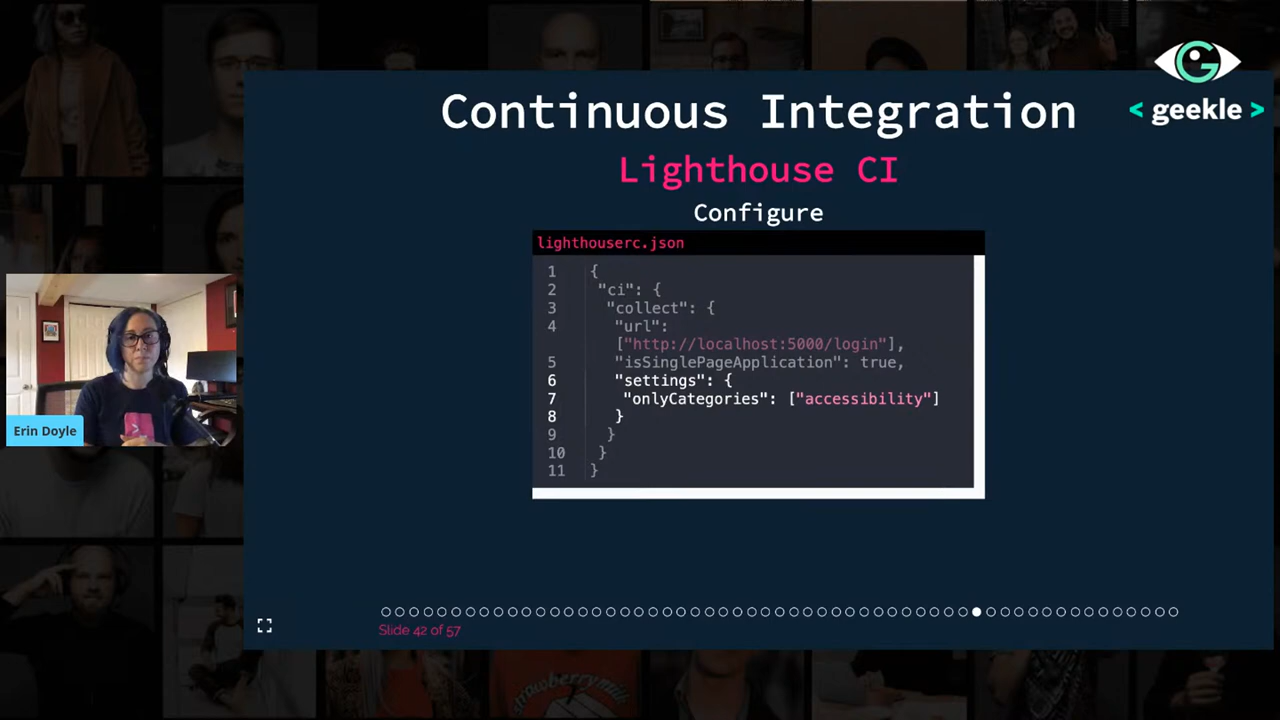 Continuous Integration
< geekle >
Lighthouse CI
Configure
lighthouserc.json
1 {
2 "ci": {
3 "collect": {
4 "url":
["http://localhost:5000/login"],
5 "isSinglePageApplication": true,
6 "settings": {
7 "onlyCategories": ["accessibility"]
8 }
9 }
10 }
11 }
Erin Doyle
Slide 42 of 57